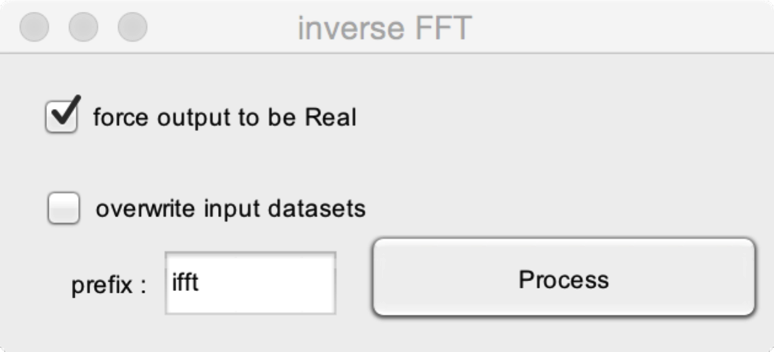 inverse FFT
force output to be Real
overwrite input datasets
prefix : ifft
Process